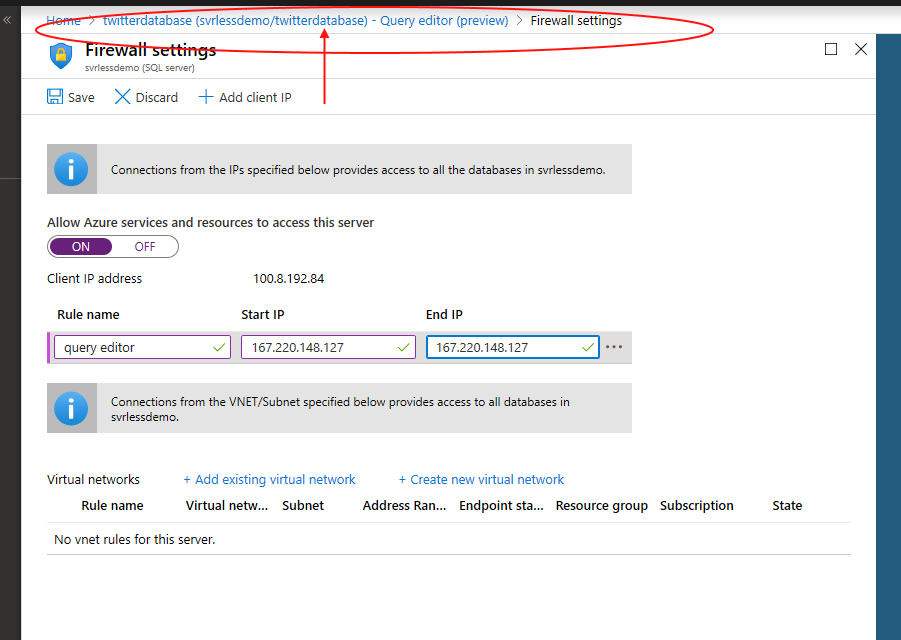 Home > twitterdatabase (svrlessdemo/twitterdatabase) - Query editor (preview) > Firewall settings
Firewall settings
svrlessdemo (SQL server)
Save Discard Add client IP
Connections from the IPs specified below provides access to all the databases in svrlessdemo.
Allow Azure services and resources to access this server
ON OFF
Client IP address 100.8.192.84
Rule name Start IP End IP
query editor 167.220.148.127 167.220.148.127 ...
Connections from the VNET/Subnet specified below provides access to all databases in
svrlessdemo.
Virtual networks + Add existing virtual network + Create new virtual network
Rule name Virtual netw... Subnet Address Ran... Endpoint sta... Resource group Subscription State
No vnet rules for this server.